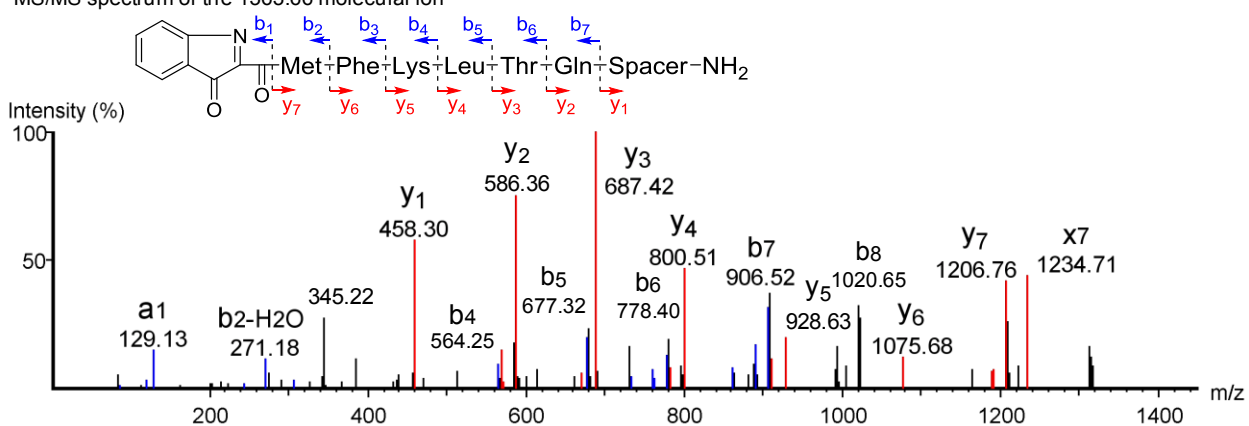 MS/MS spectrum of the 1363.66 molecular ion
b1 b2 b3 b4 b5 b6 b7
N
Met Phe Lys Leu Thr Gln Spacer NH2
O O
y7 y6 y5 y4 y3 y2 y1
Intensity (%)
100
50
a1
129.13
b2-H2O
271.18
345.22
y1
458.30
b4
564.25
y2
586.36
b5
677.32
y3
687.42
b6
778.40
y4
800.51
b7
906.52
y5
928.63
b8
1020.65
y6
1075.68
y7
1206.76
x7
1234.71
200 400 600 800 1000 1200 1400 m/z